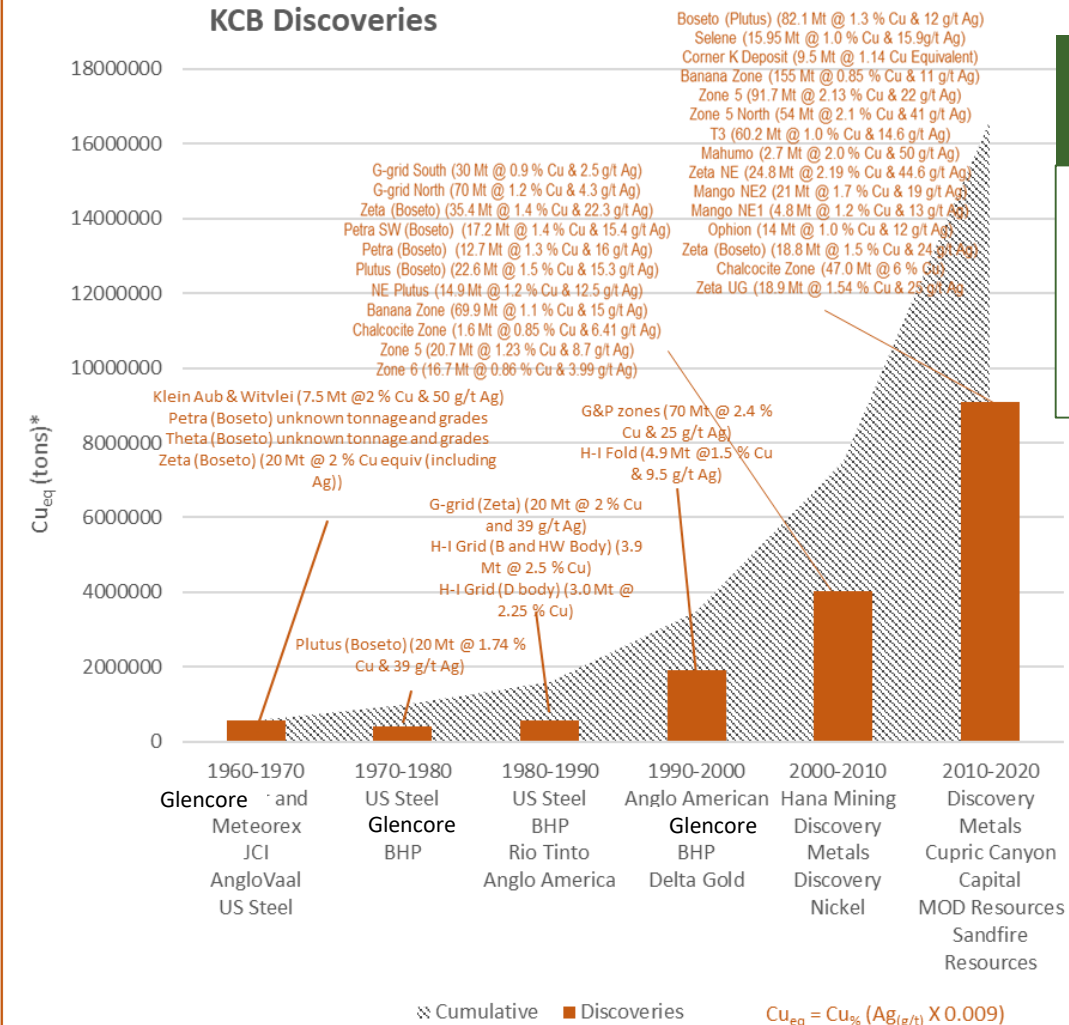 KCB Discoveries
Boseto (Plutus) (82.1 Mt @ 1.3 % Cu & 12 g/t Ag)
Selene (15.95 Mt @ 1.0 % Cu & 15.9g/t Ag)
Corner K Deposit (9.5 Mt @ 1.14 Cu Equivalent)
Banana Zone (155 Mt @ 0.85 % Cu & 11 g/t Ag)
Zone 5 (91.7 Mt @ 2.13 % Cu & 22 g/t Ag)
Zone 5 North (54 Mt @ 2.1 % Cu & 41 g/t Ag)
T3 (60.2 Mt @ 1.0 % Cu & 14.6 g/t Ag)
Mahumo (2.7 Mt @ 2.0 % Cu & 50 g/t Ag)
Zeta NE (24.8 Mt @ 2.19 % Cu & 44.6 g/t Ag)
Mango NE2 (21 Mt @ 1.7 % Cu & 19 g/t Ag)
Mango NE1 (4.8 Mt @ 1.2 % Cu & 13 g/t Ag)
Ophion (14 Mt @ 1.0 % Cu & 12 g/t Ag)
Zeta (Boseto) (18.8 Mt @ 1.5 % Cu & 24 g/t Ag)
Chalcocite Zone (47.0 Mt @ 6 % Cu)
Zeta UG (18.9 Mt @ 1.54 % Cu & 25 g/t Ag
G-grid South (30 Mt @ 0.9 % Cu & 2.5 g/t Ag)
G-grid North (70 Mt @ 1.2 % Cu & 4.3 g/t Ag)
Zeta (Boseto) (35.4 Mt @ 1.4 % Cu & 22.3 g/t Ag)
Petra SW (Boseto) (17.2 Mt @ 1.4 % Cu & 15.4 g/t Ag)
Petra (Boseto) (12.7 Mt @ 1.3 % Cu & 16 g/t Ag)
Plutus (Boseto) (22.6 Mt @ 1.5 % Cu & 15.3 g/t Ag)
NE Plutus (14.9 Mt @ 1.2 % Cu & 12.5 g/t Ag)
Banana Zone (69.9 Mt @ 1.1 % Cu & 15 g/t Ag)
Chalcocite Zone (1.6 Mt @ 0.85 % Cu & 6.41 g/t Ag)
Zone 5 (20.7 Mt @ 1.23 % Cu & 8.7 g/t Ag)
Zone 6 (16.7 Mt @ 0.86 % Cu & 3.99 g/t Ag)
Klein Aub & Witvlei (7.5 Mt @2 % Cu & 50 g/t Ag)
Petra (Boseto) unknown tonnage and grades
Theta (Boseto) unknown tonnage and grades
Zeta (Boseto) (20 Mt @ 2 % Cu equiv (including
Ag))
G&P zones (70 Mt @ 2.4 %
Cu & 25 g/t Ag)
H-I Fold (4.9 Mt @1.5 % Cu
& 9.5 g/t Ag)
G-grid (Zeta) (20 Mt @ 2 % Cu
and 39 g/t Ag)
H-I Grid (B and HW Body) (3.9
Mt @ 2.5 % Cu)
H-I Grid (D body) (3.0 Mt @
2.25 % Cu)
Plutus (Boseto) (20 Mt @ 1.74 %
Cu & 39 g/t Ag)
Cueq (tons)*
18000000
16000000
14000000
12000000
10000000
8000000
6000000
4000000
2000000
0
1960-1970
Glencore and
Meteorex
JCI
AngloVaal
US Steel
1970-1980
US Steel
Glencore
BHP
1980-1990
US Steel
BHP
Rio Tinto
Anglo America
1990-2000
Anglo American
Glencore
BHP
Delta Gold
2000-2010
Hana Mining
Discovery
Metals
Discovery
Nickel
2010-2020
Discovery
Metals
Cupric Canyon
Capital
MOD Resources
Sandfire
Resources
Cumulative
Discoveries
Cueq = Cu% (Ag(g/t) X 0.009)